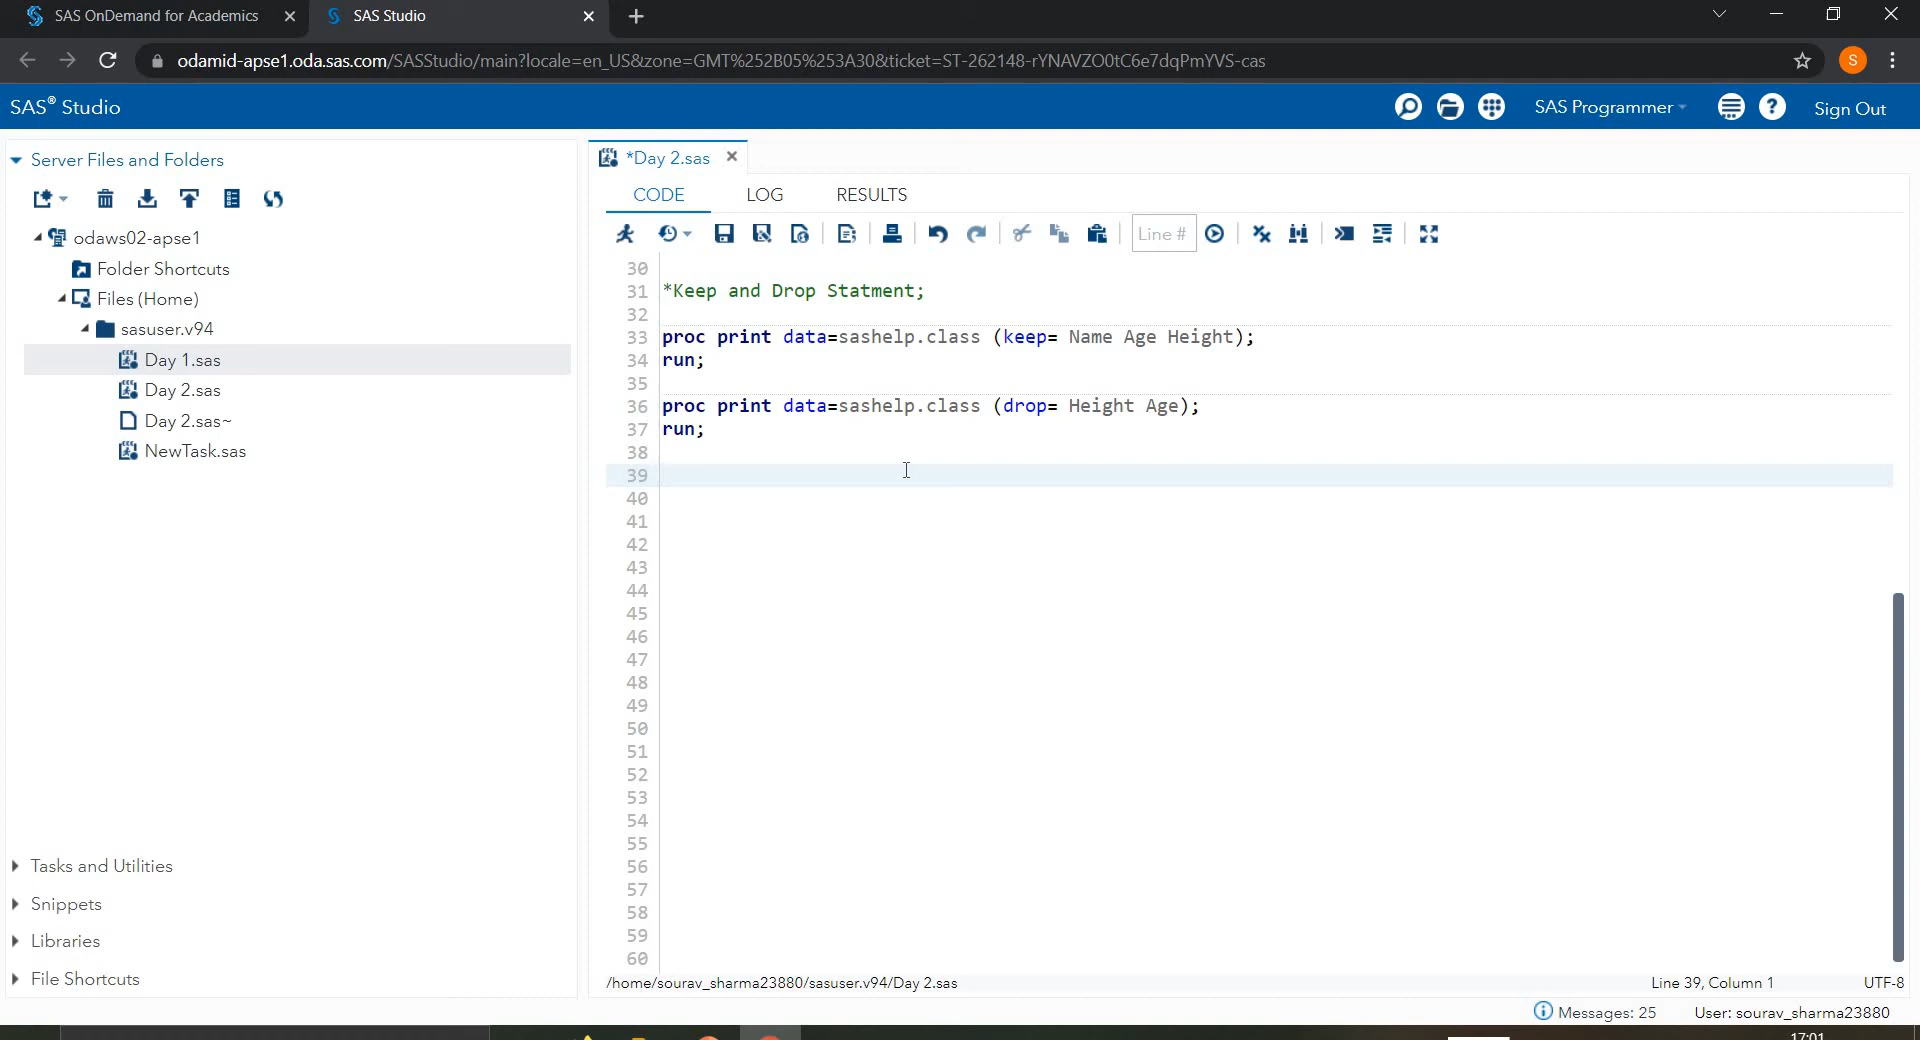 SAS OnDemand for Academics
SAS Studio
odamid-apse1.oda.sas.com/SASStudio/main?locale=en_US&zone=GMT%252B05%253A30&ticket=ST-262148-rYNAVZO0tC6e7dqPmYVS-cas
S
SAS® Studio
SAS Programmer
Sign Out
Server Files and Folders
odaws02-apse1
Folder Shortcuts
Files (Home)
sasuser.v94
Day 1.sas
Day 2.sas
Day 2.sas~
NewTask.sas
Tasks and Utilities
Snippets
Libraries
File Shortcuts
*Day 2.sas
CODE LOG RESULTS
Line #
30
31 *Keep and Drop Statment;
32
33 proc print data=sashelp.class (keep= Name Age Height);
34 run;
35
36 proc print data=sashelp.class (drop= Height Age);
37 run;
38
39
40
41
42
43
44
45
46
47
48
49
50
51
52
53
54
55
56
57
58
59
60
/home/sourav_sharma23880/sasuser.v94/Day 2.sas
Line 39, Column 1
UTF-8
Messages: 25
User: sourav_sharma23880
17:01